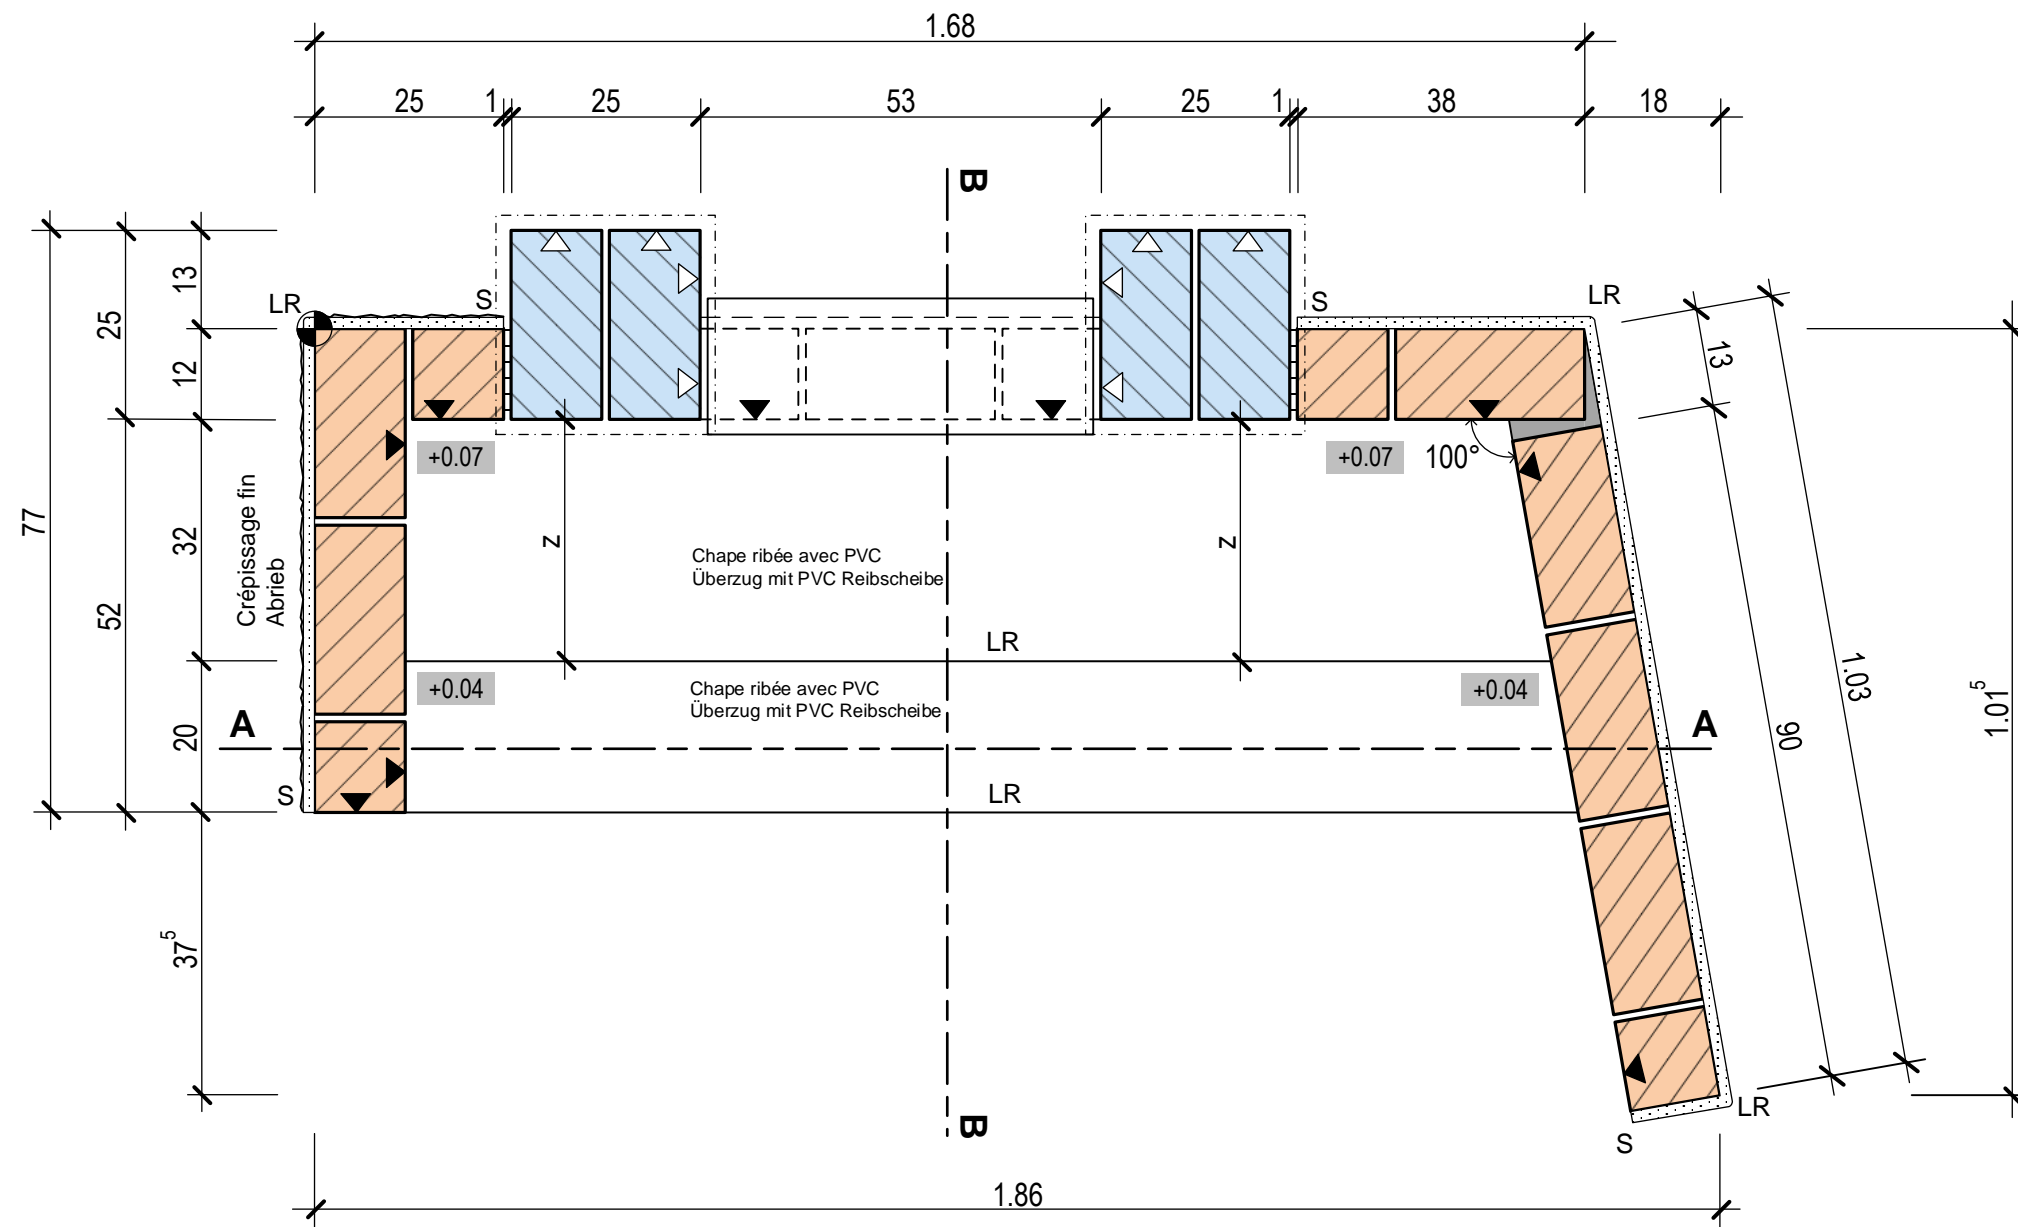 1.68
25 1 25 53 25 1 38 18
B
13
25
12
LR
S
S
LR
13
+0.07
+0.07
100°
77
52
32
Crépissage fin
Abrieb
z
z
Chape ribée avec PVC
Überzug mit PVC Reibscheibe
LR
+0.04
+0.04
Chape ribée avec PVC
Überzug mit PVC Reibscheibe
1.03
1.01⁵
90
20
A
A
S
LR
37⁵
B
LR
S
1.86